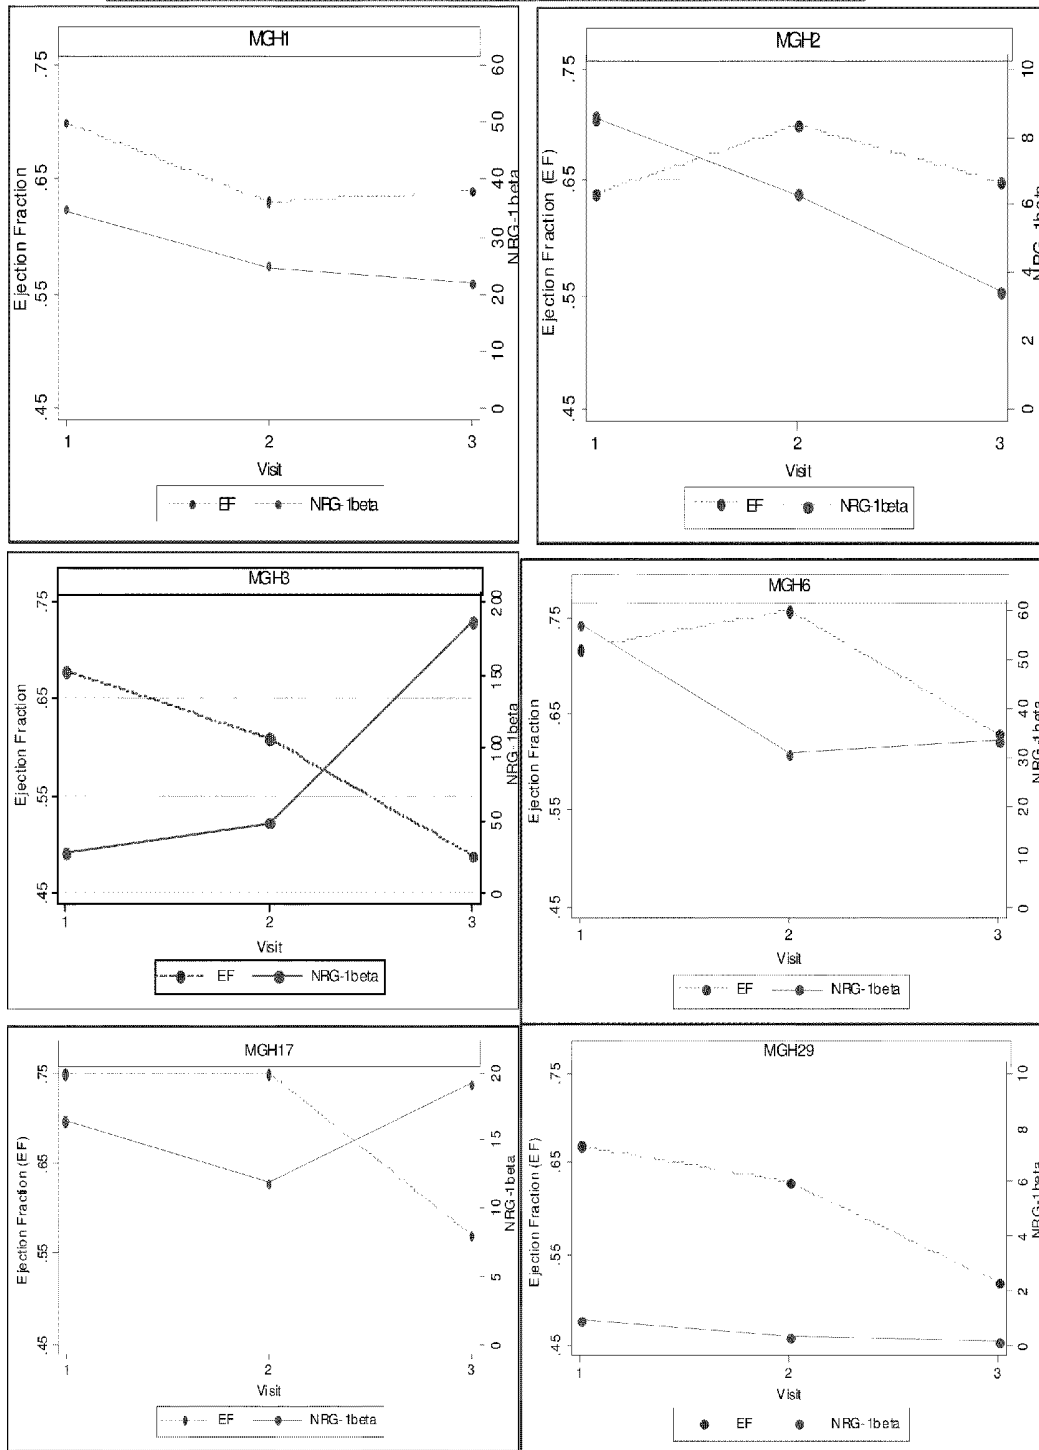 MGH1
Ejection Fraction
.75
.65
.55
.45
60
50
40
30
20
10
0
NRG-1beta
1 2 3
Visit
EF NRG-1beta
MGH2
Ejection Fraction (EF)
.75
.65
.55
.45
10
8
6
4
2
0
NRG-1beta
1 2 3
Visit
EF NRG-1beta
MGH3
Ejection Fraction
.75
.65
.55
.45
200
150
100
50
0
NRG-1beta
1 2 3
Visit
EF NRG-1beta
MGH6
Ejection Fraction
.75
.65
.55
.45
60
50
40
30
20
10
0
NRG-1beta
1 2 3
Visit
EF NRG-1beta
MGH17
Ejection Fraction (EF)
.75
.65
.55
.45
20
15
10
5
0
NRG-1beta
1 2 3
Visit
EF NRG-1beta
MGH29
Ejection Fraction (EF)
.75
.65
.55
.45
10
8
6
4
2
0
NRG-1beta
1 2 3
Visit
EF NRG-1beta